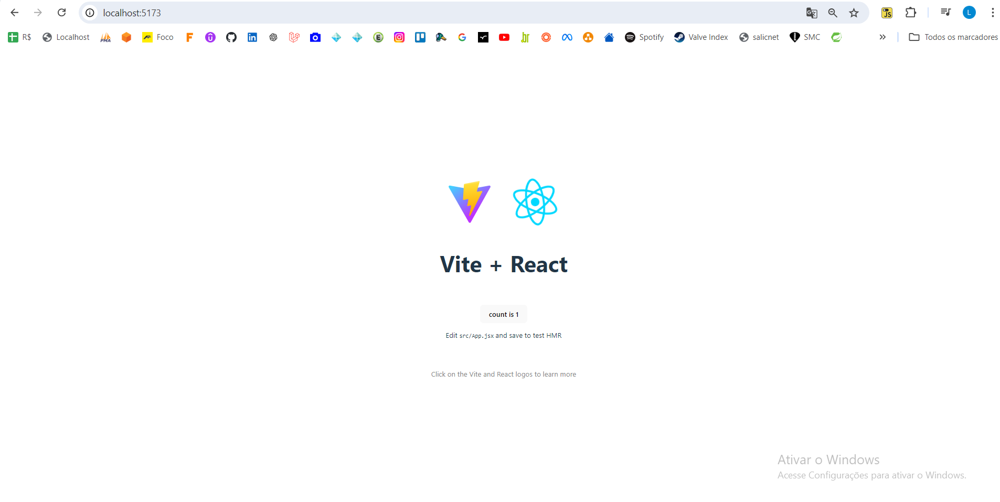 localhost:5173
R$ Localhost PMA Foco Spotify Valve Index salicnet SMC Todos os marcadores
Vite + React
count is 1
Edit src/App.jsx and save to test HMR
Click on the Vite and React logos to learn more
Ativar o Windows
Acesse Configurações para ativar o Windows.